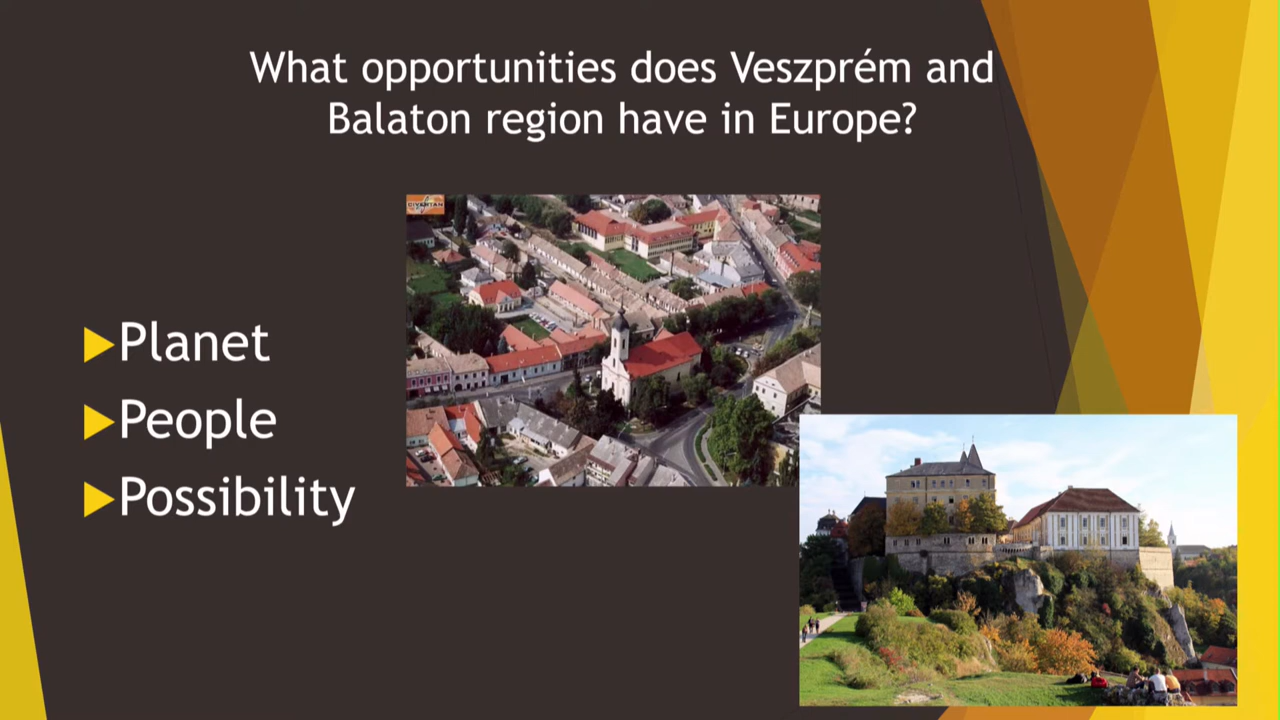 What opportunities does Veszprém and
Balaton region have in Europe?
Planet
People
Possibility